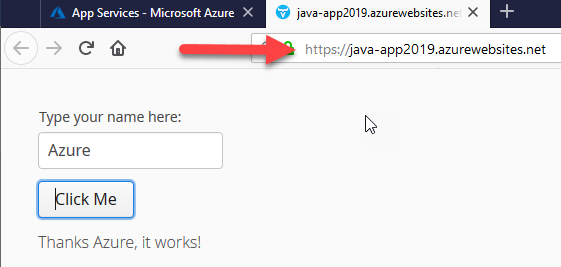 App Services - Microsoft Azure
java-app2019.azurewebsites.net
https://java-app2019.azurewebsites.net
Type your name here:
Azure
Click Me
Thanks Azure, it works!